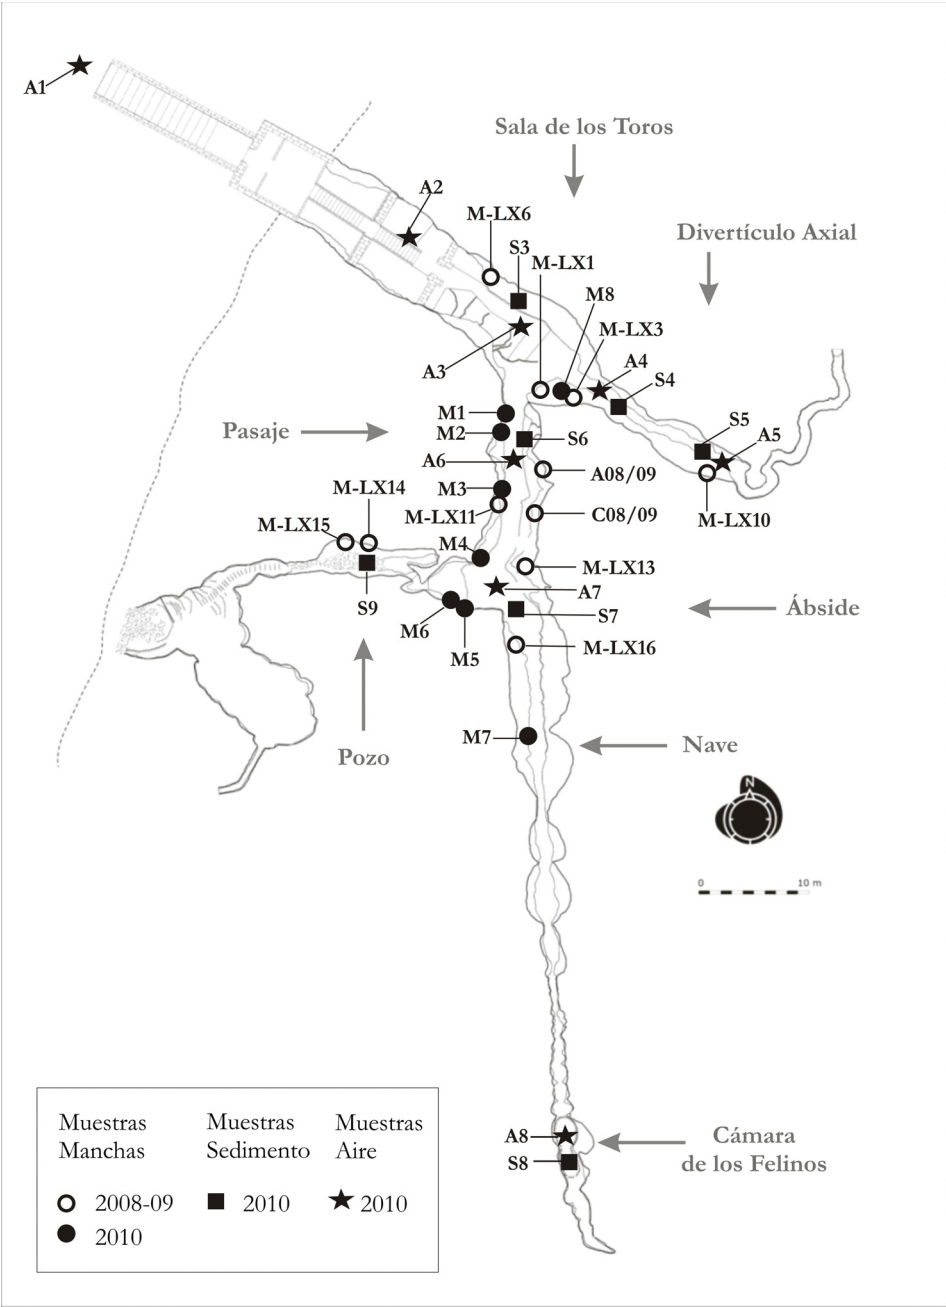 A1
Sala de los Toros
A2
M-LX6
Divertículo Axial
S3
M-LX1
M8
M-LX3
A3
A4
S4
M1
S5
Pasaje
M2
S6
A5
A6
A08/09
M3
M-LX14
M-LX11
C08/09
M-LX10
M-LX15
M4
M-LX13
A7
S9
Ábside
S7
M6
M-LX16
M5
M7
Nave
Pozo
N
0 10 m
A8
Cámara
de los Felinos
S8
Muestras
Manchas
2008-09
2010
Muestras
Sedimento
2010
Muestras
Aire
2010